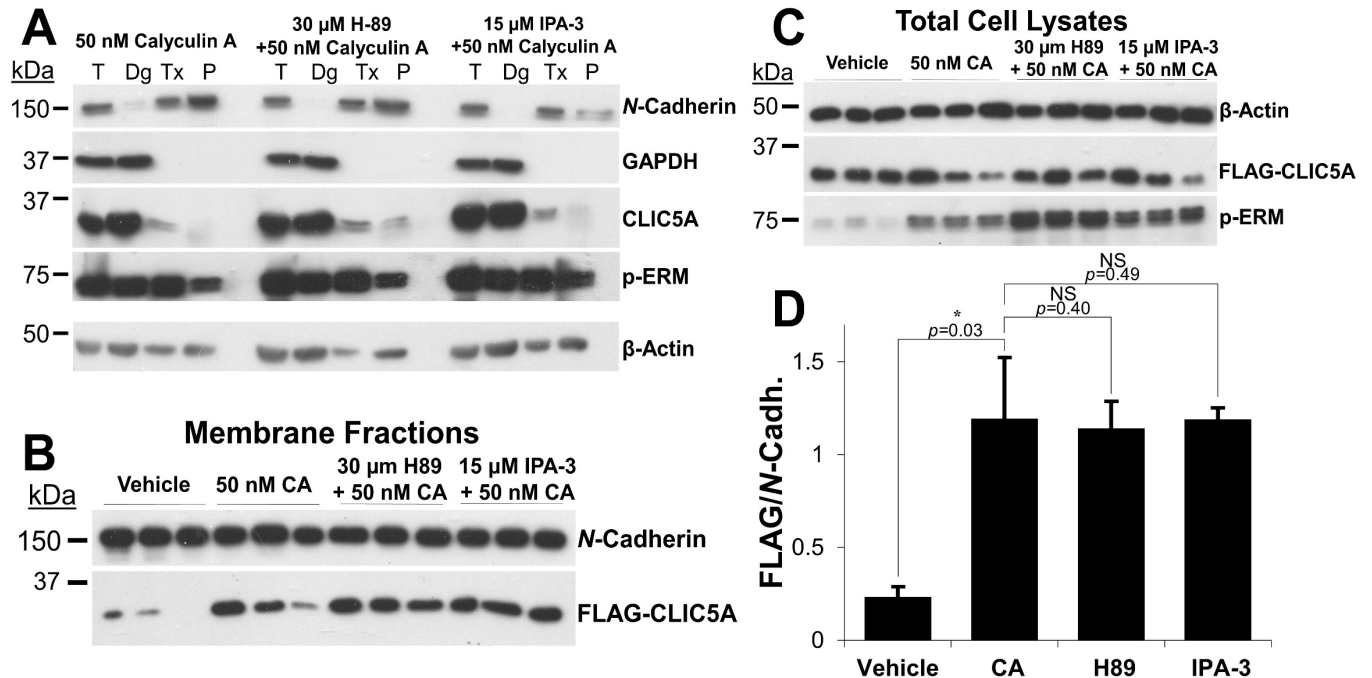 A
50 nM Calyculin A
30 µM H-89
+50 nM Calyculin A
15 µM IPA-3
+50 nM Calyculin A
kDa
T Dg Tx P T Dg Tx P T Dg Tx P
150 N-Cadherin
37 GAPDH
37
CLIC5A
75 p-ERM
50
β-Actin
B
Membrane Fractions
kDa
Vehicle
50 nM CA
30 µm H89
+ 50 nM CA
15 µM IPA-3
+ 50 nM CA
150 N-Cadherin
37
FLAG-CLIC5A
C
Total Cell Lysates
kDa
Vehicle
50 nM CA
30 µm H89
+ 50 nM CA
15 µM IPA-3
+ 50 nM CA
50 ß-Actin
37
FLAG-CLIC5A
75 p-ERM
D
NS
p=0.49
NS
p=0.40
*
p=0.03
FLAG/N-Cadh.
1.5
1
0.5
0
Vehicle CA H89 IPA-3